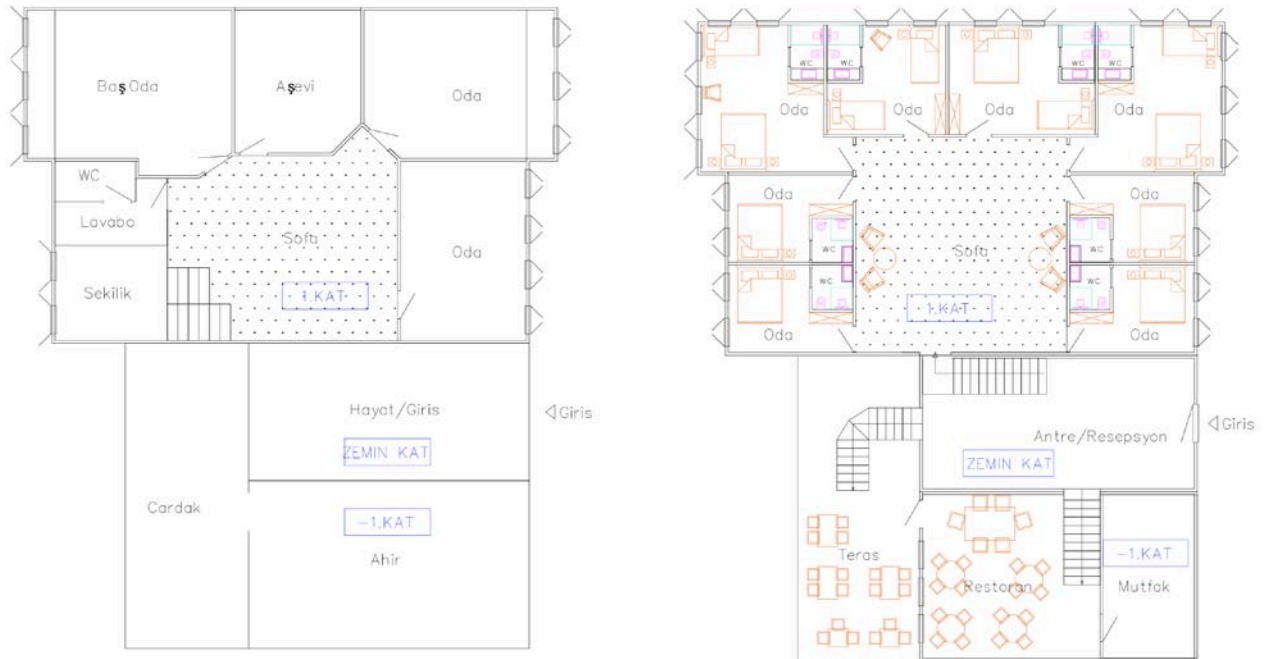 Baş Oda
Aşevi
Oda
WC
Lavabo
Sofa
Oda
Sekilik
1.KAT
Hayat/Giris
Giris
ZEMIN KAT
Cardak
-1.KAT
Ahir
WC
WC
WC
WC
Oda
Oda
Oda
Oda
Oda
Oda
WC
Sofa
WC
WC
WC
1.KAT
Oda
Oda
Giris
Antre/Resepsyon
ZEMIN KAT
Teras
-1.KAT
Restoran
Mutfak